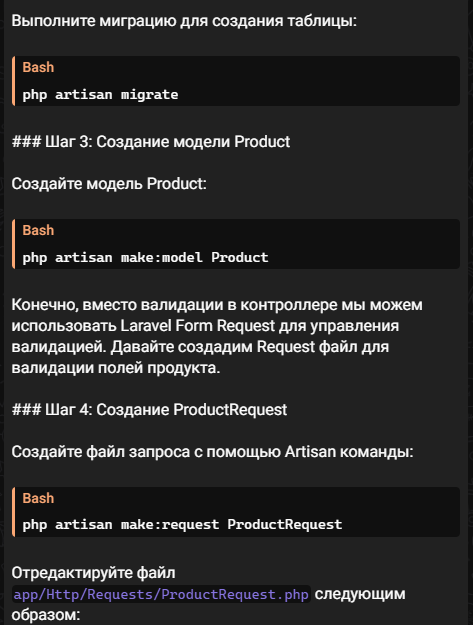 Выполните миграцию для создания таблицы:
Bash
php artisan migrate
### Шаг 3: Создание модели Product
Создайте модель Product:
Bash
php artisan make:model Product
Конечно, вместо валидации в контроллере мы можем
использовать Laravel Form Request для управления
валидацией. Давайте создадим Request файл для
валидации полей продукта.
### Шаг 4: Создание ProductRequest
Создайте файл запроса с помощью Artisan команды:
Bash
php artisan make:request ProductRequest
Отредактируйте файл
app/Http/Requests/ProductRequest.php следующим
образом: